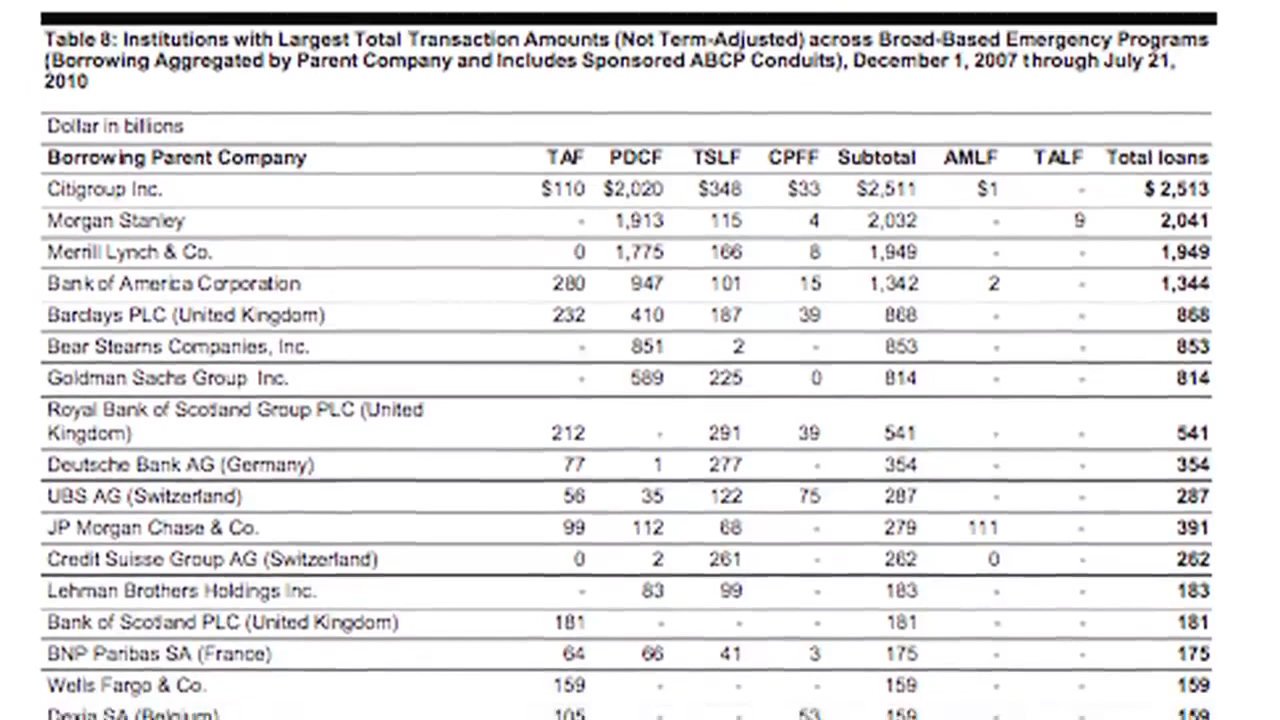 Table 8: Institutions with Largest Total Transaction Amounts (Not Term-Adjusted) across Broad-Based Emergency Programs
(Borrowing Aggregated by Parent Company and Includes Sponsored ABCP Conduits), December 1, 2007 through July 21,
2010
Dollar in billions
Borrowing Parent Company TAF PDCF TSLF CPFF Subtotal AMLF TALF Total loans
Citigroup Inc. $110 $2,020 $348 $33 $2,511 $1 - $ 2,513
Morgan Stanley - 1,913 115 4 2,032 - 9 2,041
Merrill Lynch & Co. 0 1,775 166 8 1,949 - - 1,949
Bank of America Corporation 280 947 101 15 1,342 2 - 1,344
Barclays PLC (United Kingdom) 232 410 187 39 868 - - 868
Bear Stearns Companies, Inc. - 851 2 - 853 - - 853
Goldman Sachs Group Inc. - 589 225 0 814 - - 814
Royal Bank of Scotland Group PLC (United
Kingdom) 212 - 291 39 541 - - 541
Deutsche Bank AG (Germany) 77 1 277 - 354 - - 354
UBS AG (Switzerland) 56 35 122 75 287 - - 287
JP Morgan Chase & Co. 99 112 68 - 279 111 - 391
Credit Suisse Group AG (Switzerland) 0 2 261 - 262 0 - 262
Lehman Brothers Holdings Inc. - 83 99 - 183 - - 183
Bank of Scotland PLC (United Kingdom) 181 - - - 181 - - 181
BNP Paribas SA (France) 64 66 41 3 175 - - 175
Wells Fargo & Co. 159 - - - 159 - - 159
Dexia SA (Belgium) 105 - - 53 159 - - 159